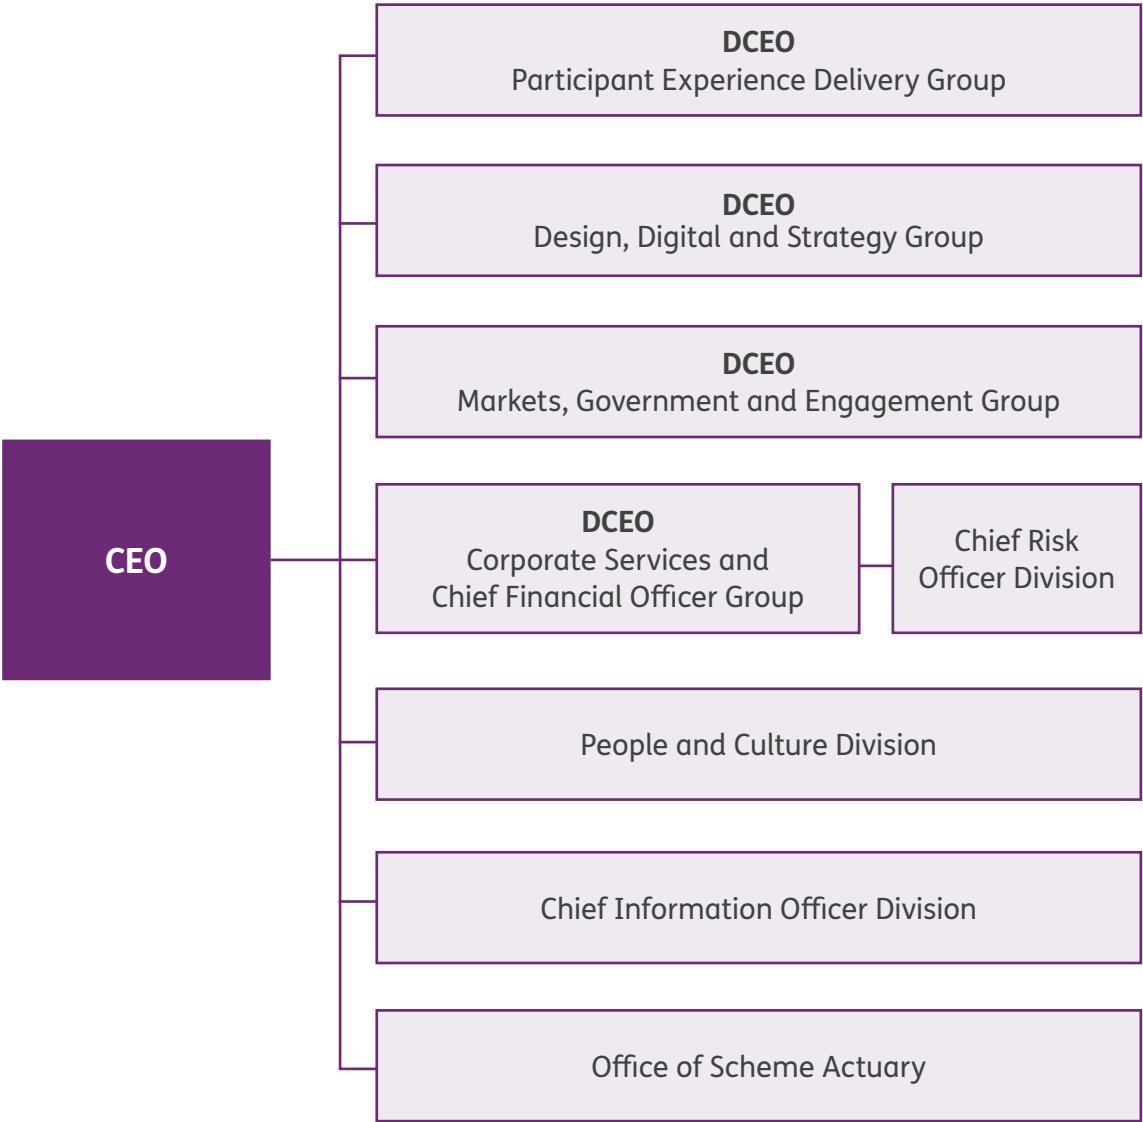 DCEO
Participant Experience Delivery Group
DCEO
Design, Digital and Strategy Group
DCEO
Markets, Government and Engagement Group
CEO
DCEO
Corporate Services and
Chief Financial Officer Group
Chief Risk
Officer Division
People and Culture Division
Chief Information Officer Division
Office of Scheme Actuary